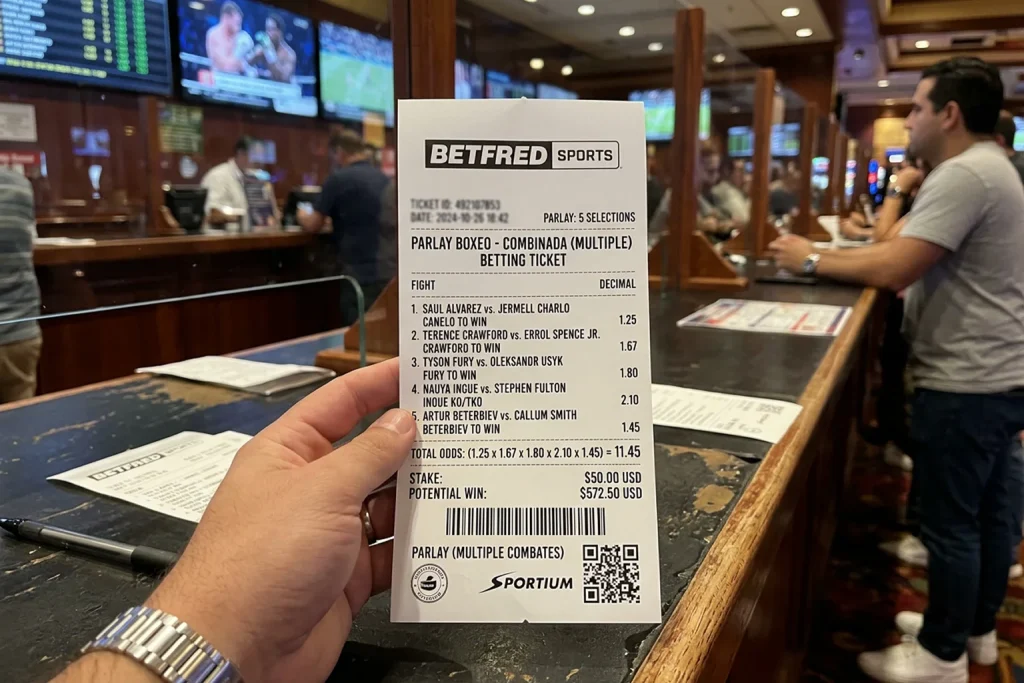 BETFRED SPORTS
TICKET ID: 492107853
DATE: 2024-10-26 18:42
PARLAY: 5 SELECTIONS
PARLAY BOXEO - COMBINADA (MULTIPLE)
BETTING TICKET
FIGHT DECIMAL
1. SAUL ALVAREZ vs. JERMELL CHARLO
CANELO TO WIN 1.25
2. TERENCE CRAWFORD vs. ERROL SPENCE JR.
CRAWFORD TO WIN 1.67
3. TYSON FURY vs. OLEKSANDR USYK
FURY TO WIN 1.80
4. NAUYA INGUE vs. STEPHEN FULTON
INOUE KO/TKO 2.10
5. ARTUR BETERBIEV vs. CALLUM SMITH
BETERBIEV TO WIN 1.45
TOTAL ODDS: (1.25 x 1.67 x 1.80 x 2.10 x 1.45) = 11.45
STAKE: $50.00 USD
POTENTIAL WIN: $572.50 USD
PARLAY (MULTIPLE COMBATES)
SPORTIUM
BETFRED